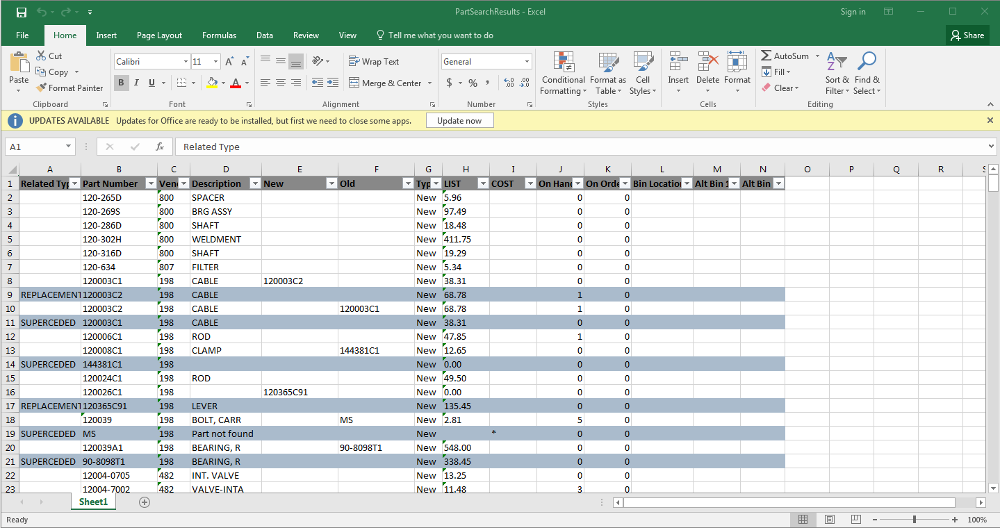 PartSearchResults - Excel
Sign in
File Home Insert Page Layout Formulas Data Review View Tell me what you want to do Share
Paste
Cut
Copy
Format Painter
Clipboard
Calibri 11 A A
B I U A
Font
Wrap Text
Merge & Center
Alignment
General
$ % , .00 .00
Number
Conditional Formatting
Format as Table
Cell Styles
Styles
Insert Delete Format
Cells
AutoSum
Fill
Clear
Sort & Filter
Find & Select
Editing
UPDATES AVAILABLE Updates for Office are ready to be installed, but first we need to close some apps. Update now
A1 fx Related Type
A B C D E F G H I J K L M N O P Q R S
1 Related Typ Part Number Ven Description New Old Typ LIST COST On Hand On Orde Bin Location Alt Bin 1 Alt Bin
2 120-265D 800 SPACER New 5.96 0 0
3 120-269S 800 BRG ASSY New 97.49 0 0
4 120-286D 800 SHAFT New 18.48 0 0
5 120-302H 800 WELDMENT New 411.75 0 0
6 120-316D 800 SHAFT New 19.29 0 0
7 120-634 807 FILTER New 5.34 0 0
8 120003C1 198 CABLE 120003C2 New 38.31 0 0
9 REPLACEMENT 120003C2 198 CABLE New 68.78 1 0
10 120003C2 198 CABLE 120003C1 New 68.78 1 0
11 SUPERCEDED 120003C1 198 CABLE New 38.31 0 0
12 120006C1 198 ROD New 47.85 1 0
13 120008C1 198 CLAMP 144381C1 New 12.65 0 0
14 SUPERCEDED 144381C1 198 New 0.00 0 0
15 120024C1 198 ROD New 49.50 0 0
16 120026C1 198 120365C91 New 0.00 0 0
17 REPLACEMENT 120365C91 198 LEVER New 135.45 0 0
18 120039 198 BOLT, CARR MS New 2.81 5 0
19 SUPERCEDED MS 198 Part not found New * 0 0
20 120039A1 198 BEARING, R 90-8098T1 New 548.00 0 0
21 SUPERCEDED 90-8098T1 198 BEARING, R New 338.45 0 0
22 12004-0705 482 INT. VALVE New 13.25 0 0
23 12004-7002 482 VALVE-INTA New 11.48 3 0
Sheet1
Ready
100%